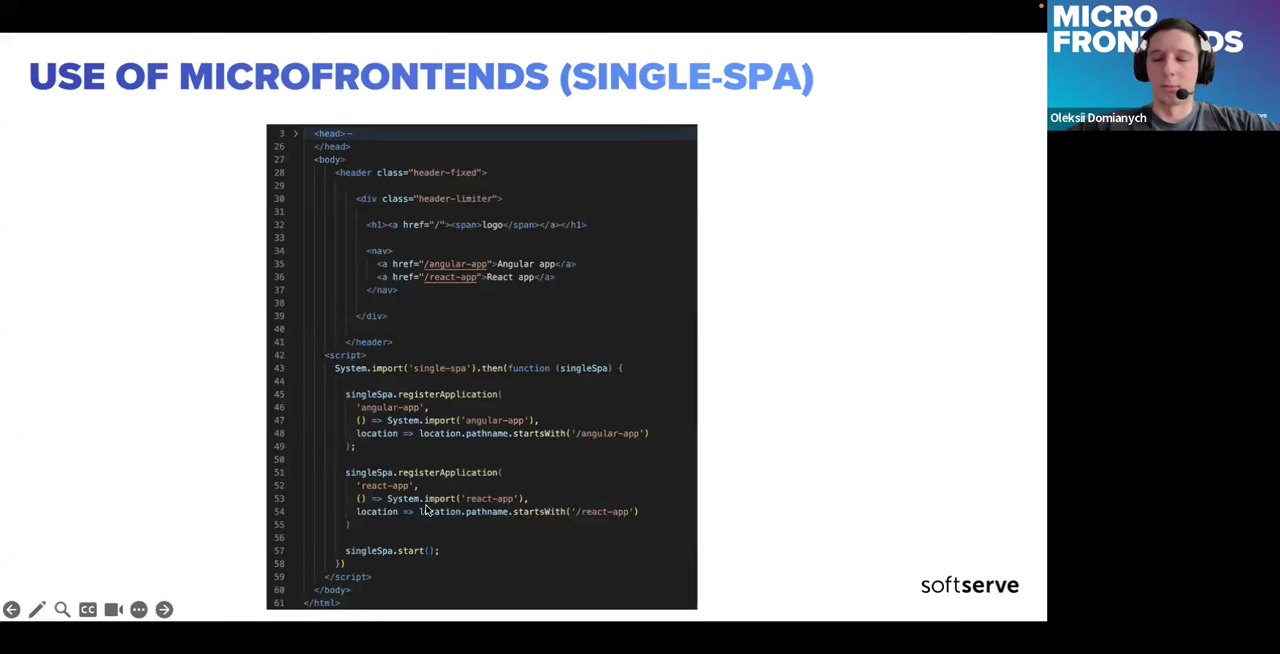 USE OF MICROFRONTENDS (SINGLE-SPA)
3 > <head>-
26 </head>
27 <body>
28 <header class="header-fixed">
29
30 <div class="header-limiter">
31
32 <h1><a href="/"><span>logo</span></a></h1>
33
34 <nav>
35 <a href="/angular-app">Angular app</a>
36 <a href="/react-app">React app</a>
37 </nav>
38
39 </div>
40
41 </header>
42 <script>
43 System.import('single-spa').then(function (singleSpa) {
44
45 singleSpa.registerApplication(
46 'angular-app',
47 () => System.import('angular-app'),
48 location => location.pathname.startsWith('/angular-app')
49 );
50
51 singleSpa.registerApplication(
52 'react-app',
53 () => System.import('react-app'),
54 location => location.pathname.startsWith('/react-app')
55 )
56
57 singleSpa.start();
58 })
59 </script>
60 </body>
61 </html>
softserve
CC
MICRO
FRONTENDS
Oleksii Domianych